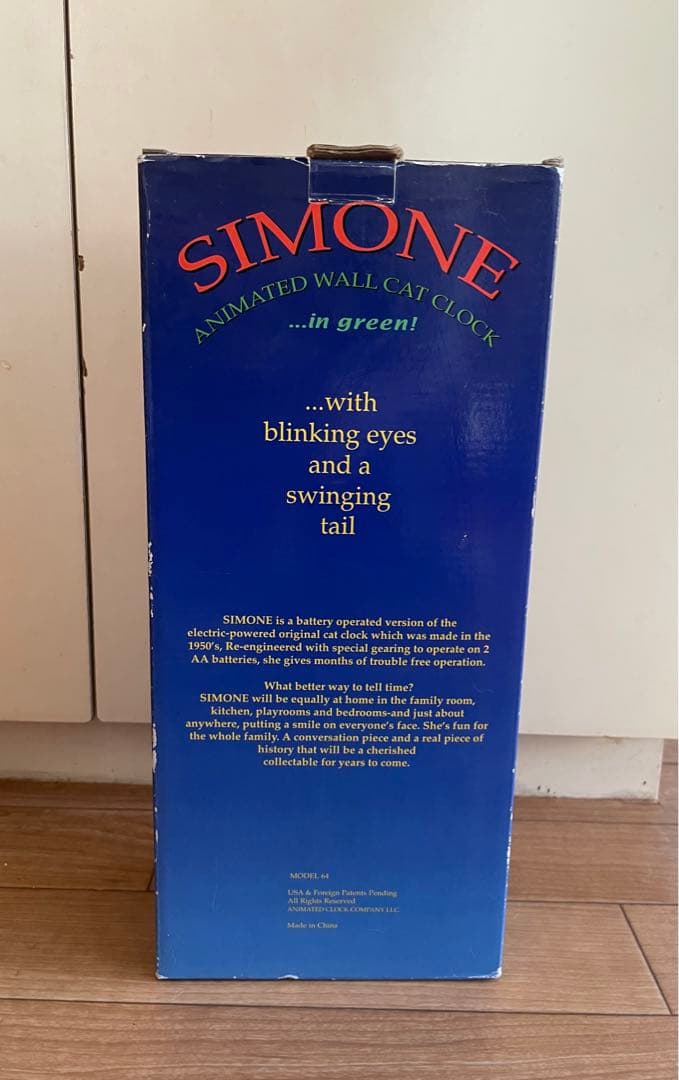 SIMONE
ANIMATED WALL CAT CLOCK
...in green!
...with
blinking eyes
and a
swinging
tail
SIMONE is a battery operated version of the
electric-powered original cat clock which was made in the
1950's, Re-engineered with special gearing to operate on 2
AA batteries, she gives months of trouble free operation.
What better way to tell time?
SIMONE will be equally at home in the family room,
kitchen, playrooms and bedrooms-and just about
anywhere, putting a smile on everyone's face. She's fun for
the whole family. A conversation piece and a real piece of
history that will be a cherished
collectable for years to come.
MODEL 64
USA & Foreign Patents Pending
All Rights Reserved
ANIMATED CLOCK COMPANY LLC.
Made in China